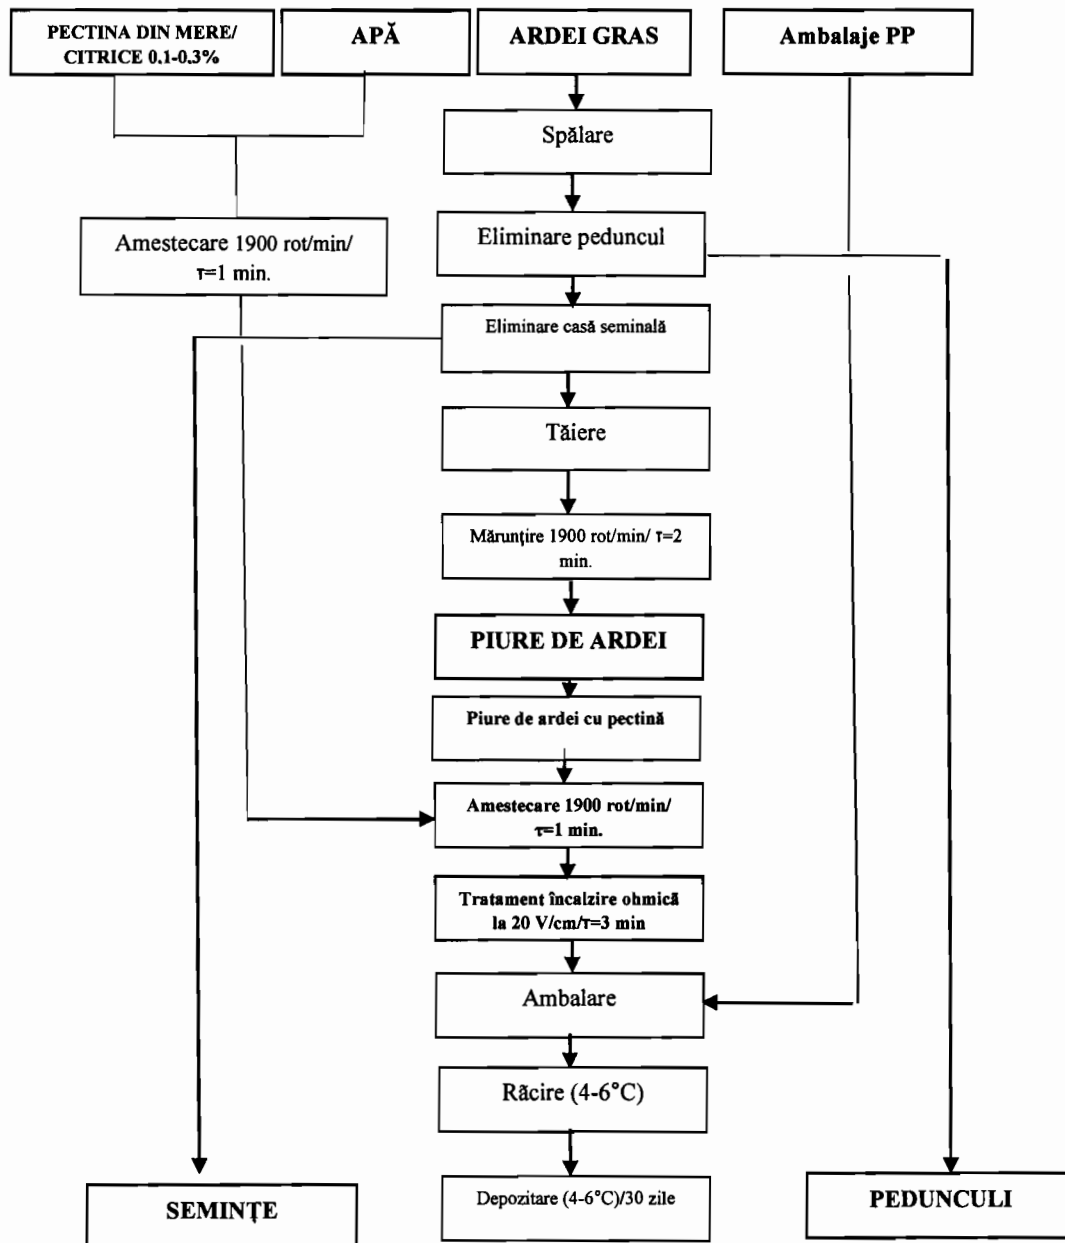 PECTINA DIN MERE/
CITRICE 0.1-0.3%
APĂ
ARDEI GRAS
Ambalaje PP
Spălare
Eliminare peduncul
Amestecare 1900 rot/min/
τ=1 min.
Eliminare casă seminală
Tăiere
Mărunțire 1900 rot/min/ τ=2
min.
PIURE DE ARDEI
Piure de ardei cu pectină
Amestecare 1900 rot/min/
τ=1 min.
Tratament încalzire ohmică
la 20 V/cm/τ=3 min
Ambalare
Răcire (4-6°C)
Depozitare (4-6°C)/30 zile
SEMINȚE
PEDUNCULI